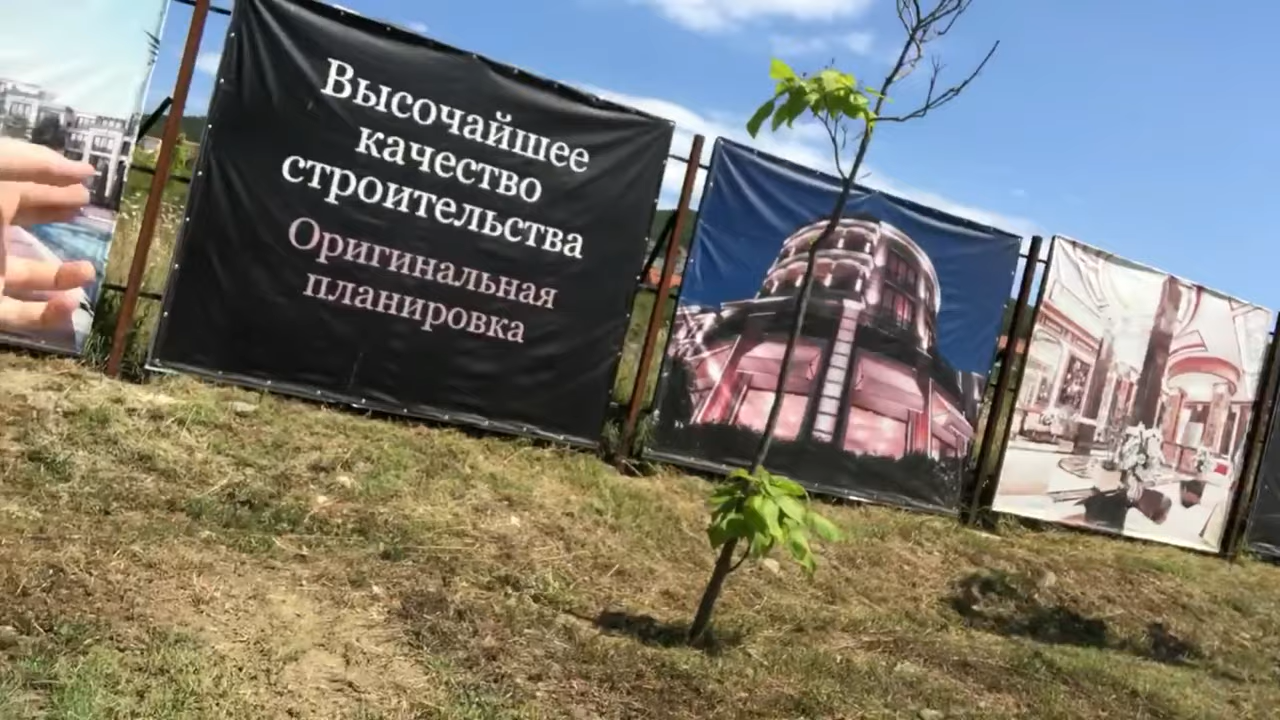 Высочайшее
качество
строительства
Оригинальная
планировка